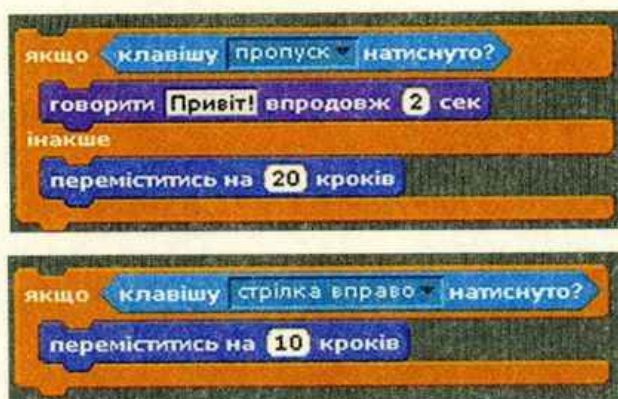 якщо клавішу пропуск натиснуто?
говорити Привіт! впродовж 2 сек
інакше
переміститись на 20 кроків
якщо клавішу стрілка вправо натиснуто?
переміститись на 10 кроків